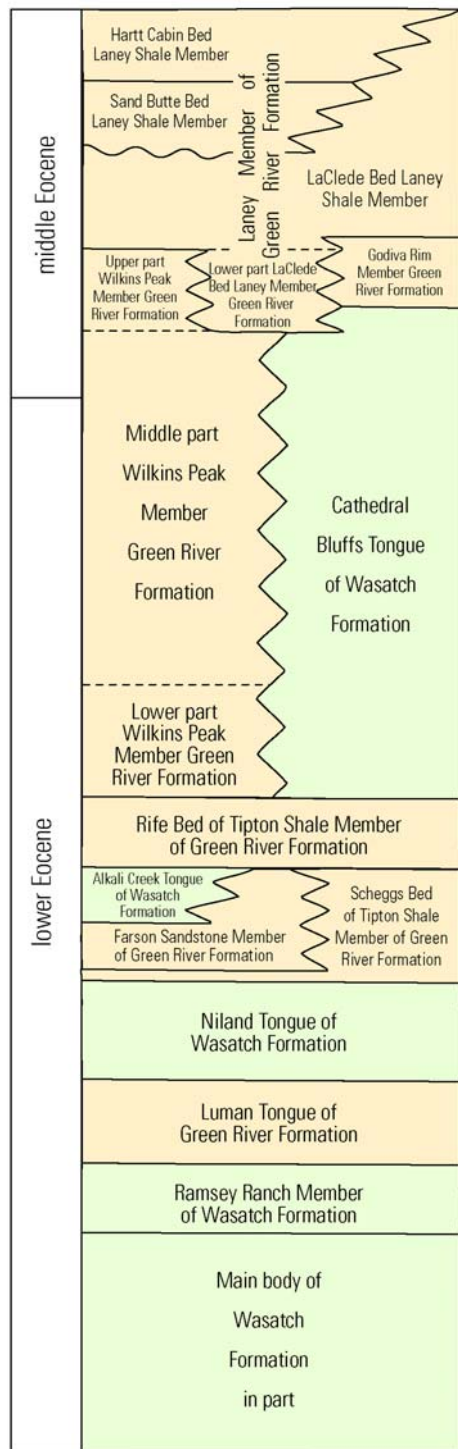 middle Eocene
lower Eocene
Hartt Cabin Bed
Laney Shale Member
Sand Butte Bed
Laney Shale Member
Laney Member of
Green River Formation
LaClede Bed Laney
Shale Member
Upper part
Wilkins Peak
Member Green
River Formation
Lower part LaClede
Bed Laney Member
Green River
Formation
Godiva Rim
Member Green
River Formation
Middle part
Wilkins Peak
Member
Green River
Formation
Cathedral
Bluffs Tongue
of Wasatch
Formation
Lower part
Wilkins Peak
Member Green
River Formation
Rife Bed of Tipton Shale Member
of Green River Formation
Alkali Creek Tongue
of Wasatch
Formation
Farson Sandstone Member
of Green River Formation
Scheggs Bed
of Tipton Shale
Member of Green
River Formation
Niland Tongue of
Wasatch Formation
Luman Tongue of
Green River Formation
Ramsey Ranch Member
of Wasatch Formation
Main body of
Wasatch
Formation
in part